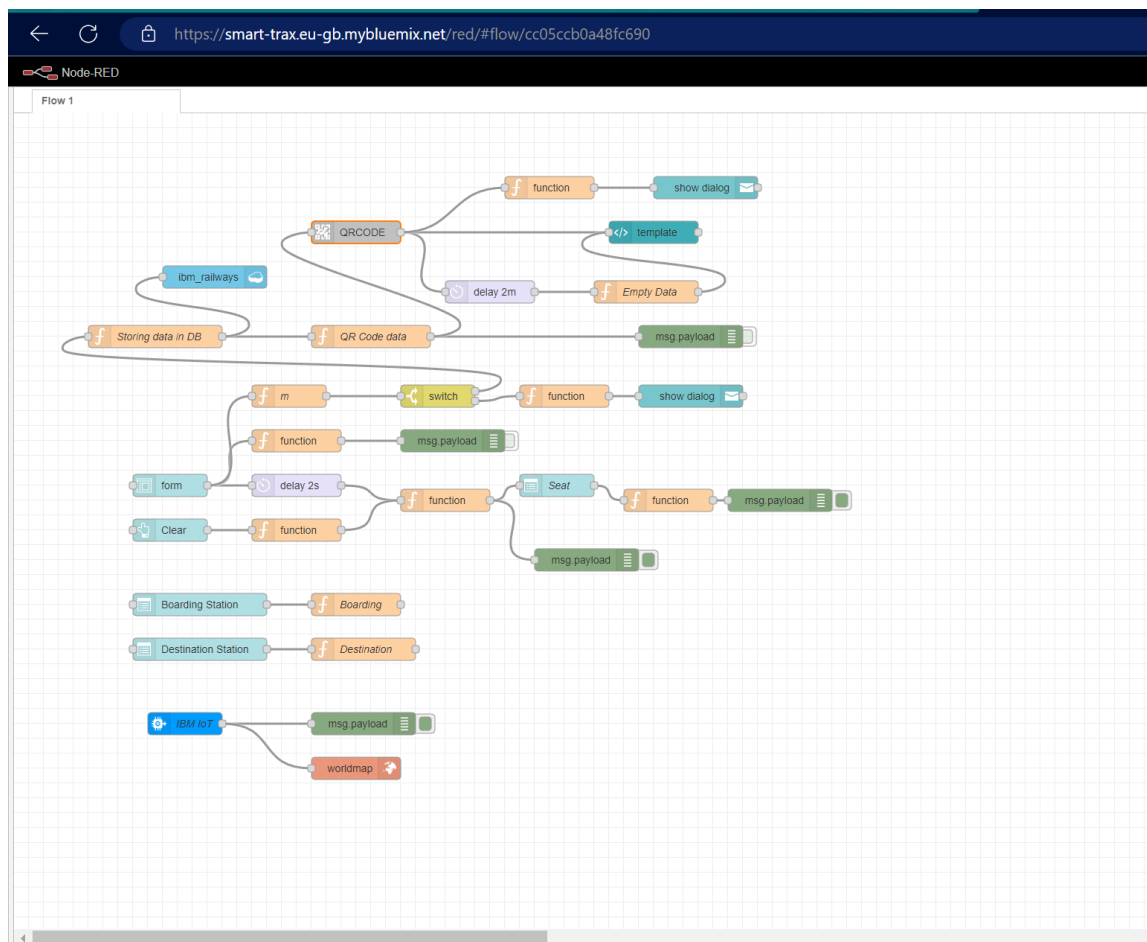 https://smart-trax.eu-gb.mybluemix.net/red/#flow/cc05ccb0a48fc690
Node-RED
Flow 1
function
show dialog
QRCODE
template
ibm_railways
delay 2m
Empty Data
Storing data in DB
QR Code data
msg.payload
m
switch
function
show dialog
function
msg.payload
form
delay 2s
function
Seat
function
msg.payload
Clear
function
msg.payload
Boarding Station
Boarding
Destination Station
Destination
IBM IoT
msg.payload
worldmap